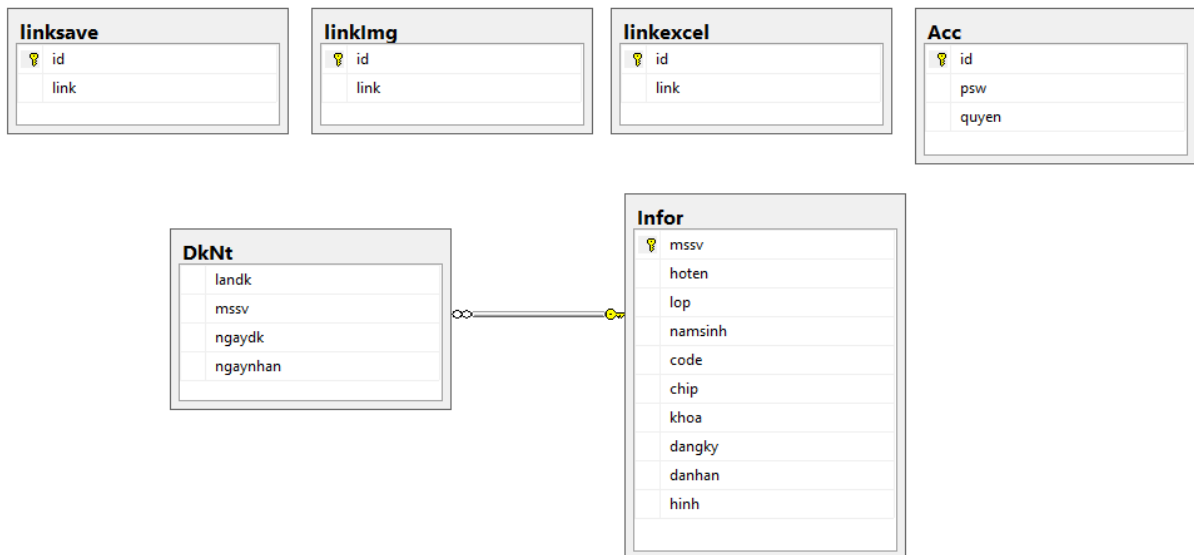 linksave
id
link
linkImg
id
link
linkexcel
id
link
Acc
id
psw
quyen
DkNt
landk
mssv
ngaydk
ngaynhan
Infor
mssv
hoten
lop
namsinh
code
chip
khoa
dangky
danhan
hinh